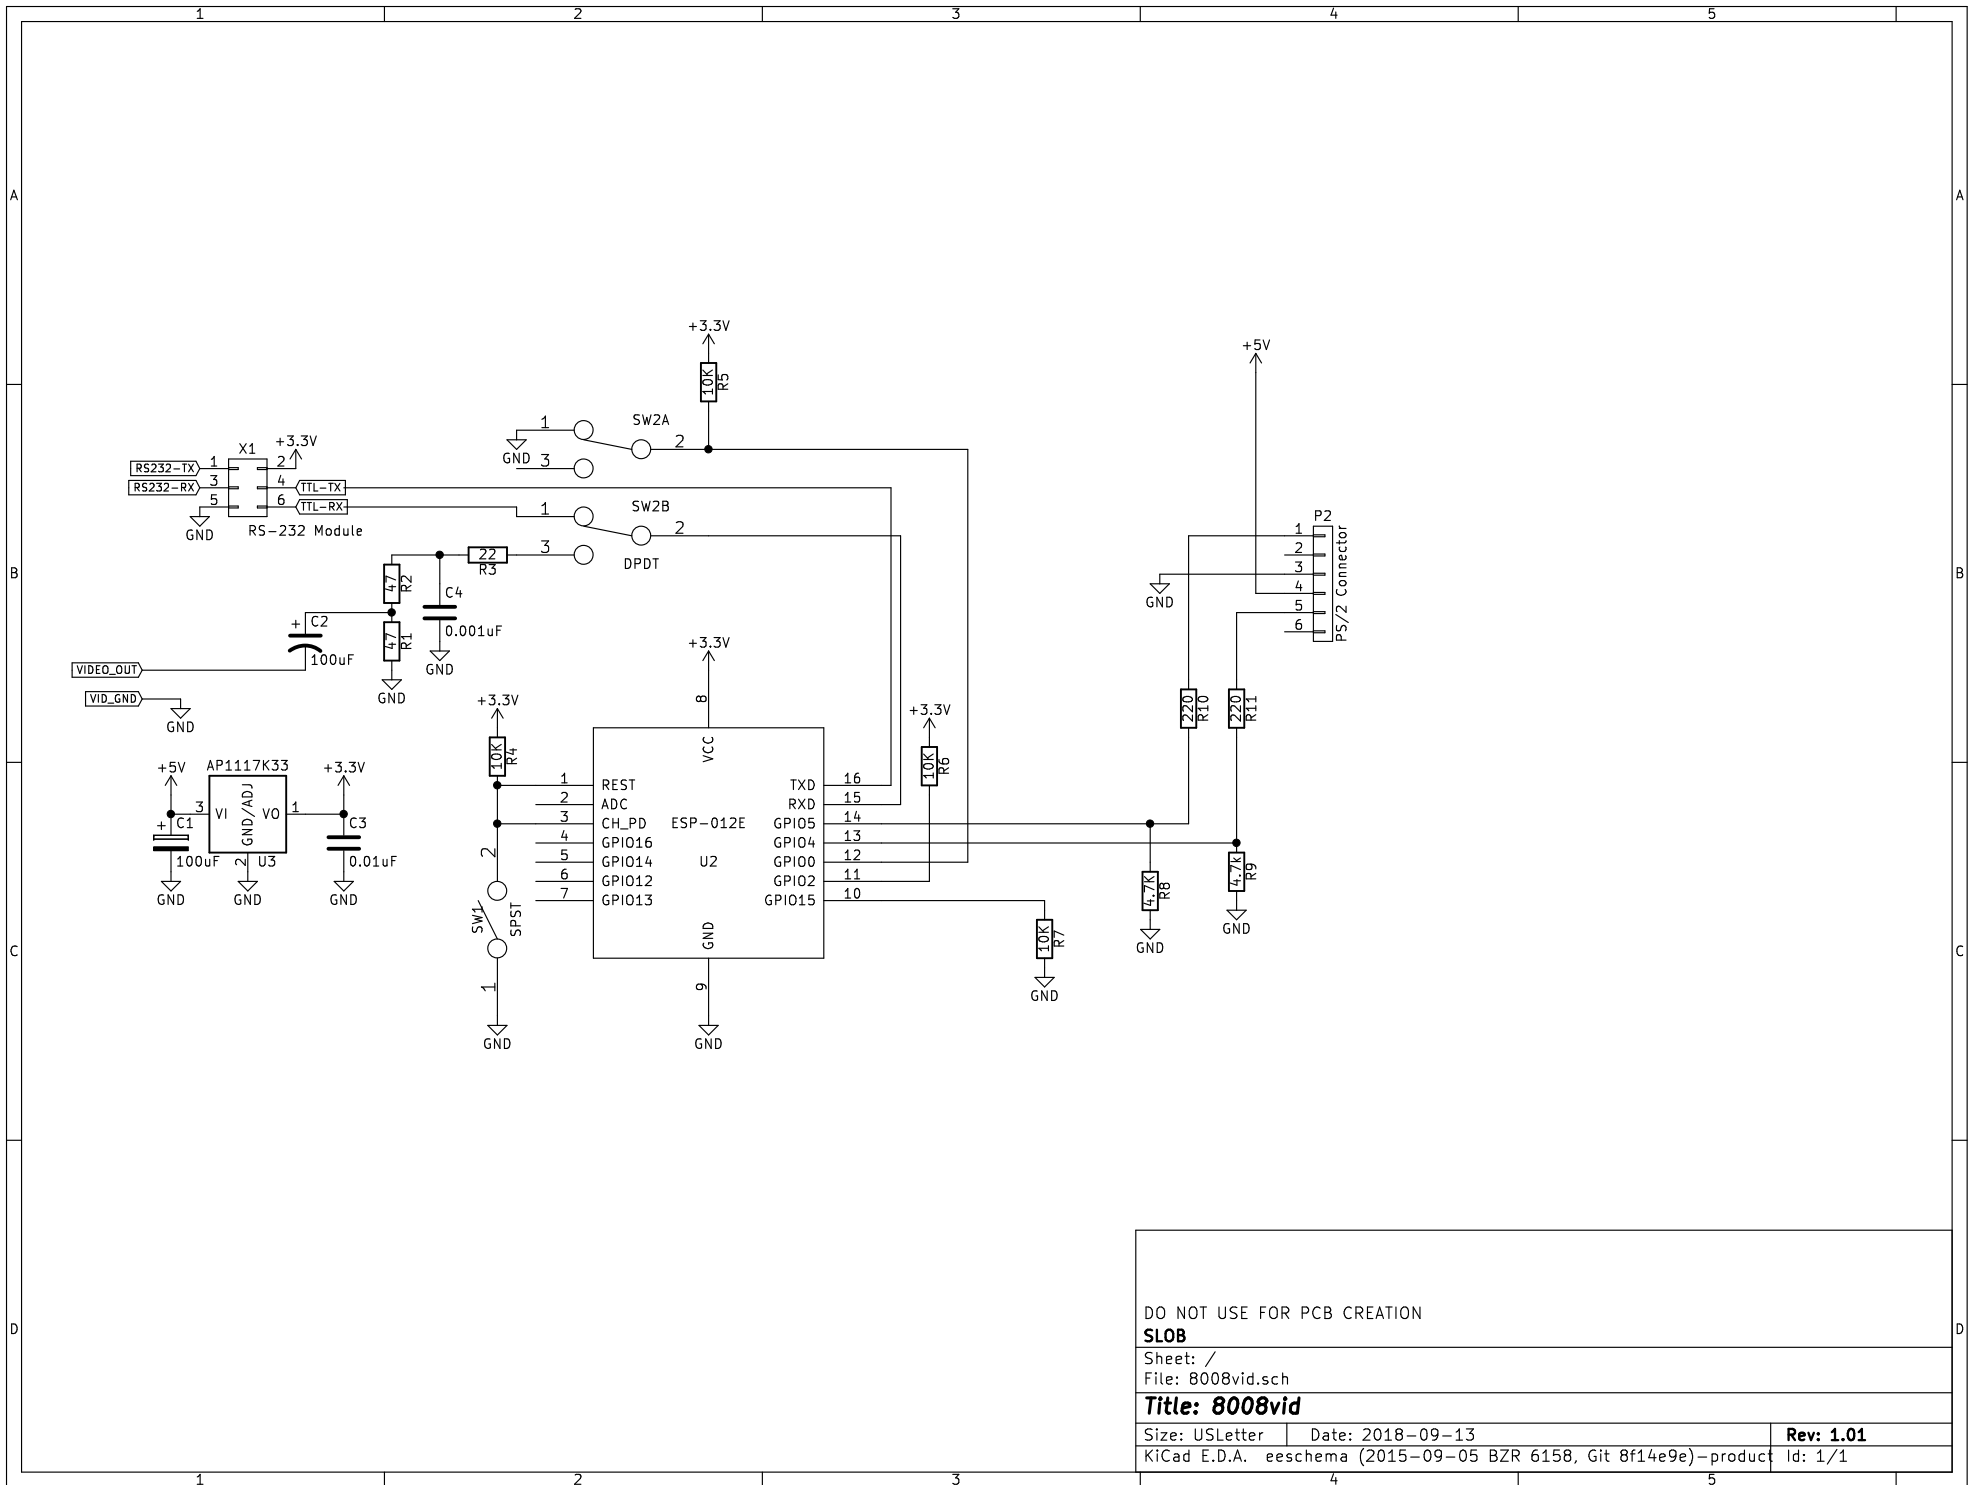 1 2 3 4 5
A A
B B
C C
D D
1 2 3 4 5
+3.3V
10K
R5
SW2A
1
2
3
GND
X1
+3.3V
RS232-TX
1
2
RS232-RX
3
4
TTL-TX
5
6
TTL-RX
GND
RS-232 Module
SW2B
1
2
3
DPDT
22
R3
47
R2
C4
0.001uF
GND
+
C2
100uF
47
R1
GND
VIDEO_OUT
VID_GND
GND
AP1117K33
+5V
+3.3V
3
VI
GND/ADJ
VO
1
+
C1
100uF
2
U3
C3
0.01uF
GND
GND
GND
+3.3V
10K
R4
2
SW1
SPST
1
GND
+3.3V
8
VCC
1 REST
2 ADC
3 CH_PD
4 GPIO16
5 GPIO14
6 GPIO12
7 GPIO13
ESP-012E
U2
TXD 16
RXD 15
GPIO5 14
GPIO4 13
GPIO0 12
GPIO2 11
GPIO15 10
GND
9
GND
+3.3V
10K
R6
10K
R7
GND
+5V
P2
1
2
3
4
5
6
PS/2 Connector
GND
220
R10
220
R11
4.7K
R8
GND
4.7k
R9
GND
DO NOT USE FOR PCB CREATION
SLOB
Sheet: /
File: 8008vid.sch
Title: 8008vid
Size: USLetter Date: 2018-09-13 Rev: 1.01
KiCad E.D.A. eeschema (2015-09-05 BZR 6158, Git 8f14e9e)-product Id: 1/1